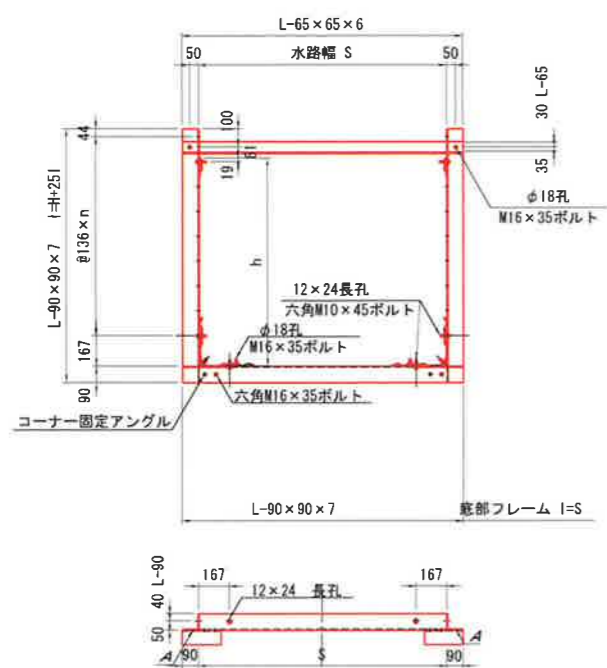 L-65×65×6
50
水路幅 S
50
30 L-65
35
44
100
81
19
@136×n
L-90×90×7 l=H+251
h
φ18孔
M16×35ボルト
12×24長孔
六角M10×45ボルト
φ18孔
M16×35ボルト
167
90
六角M16×35ボルト
コーナー固定アングル
L-90×90×7
底部フレーム l=S
40 L-90
50
167
12×24 長孔
167
A
A
90
S
90